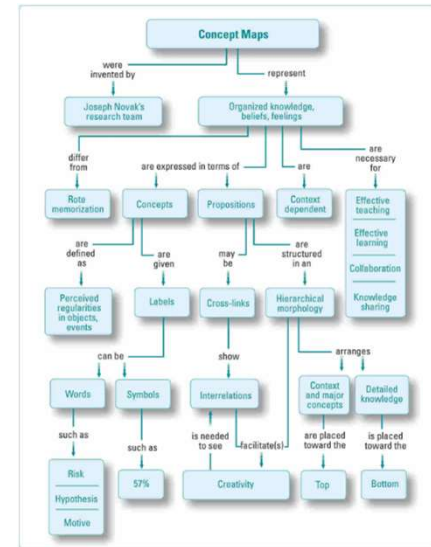 Concept Maps
were
invented by
represent
Joseph Novak's
research team
Organized knowledge,
beliefs, feelings
differ
from
are expressed in terms of
are
are
necessary
for
Rote
memorization
Concepts
Propositions
Context
dependent
Effective
teaching
Effective
learning
Collaboration
Knowledge
sharing
are
defined
as
are
given
may
be
are
structured
in an
Perceived
regularities
in objects,
events
Labels
Cross-links
Hierarchical
morphology
can be
show
arranges
Words
Symbols
Interrelations
Context
and major
concepts
Detailed
knowledge
such as
such as
is needed
to see
facilitate(s)
are placed
toward the
is placed
toward the
Risk
Hypothesis
Motive
57%
Creativity
Top
Bottom